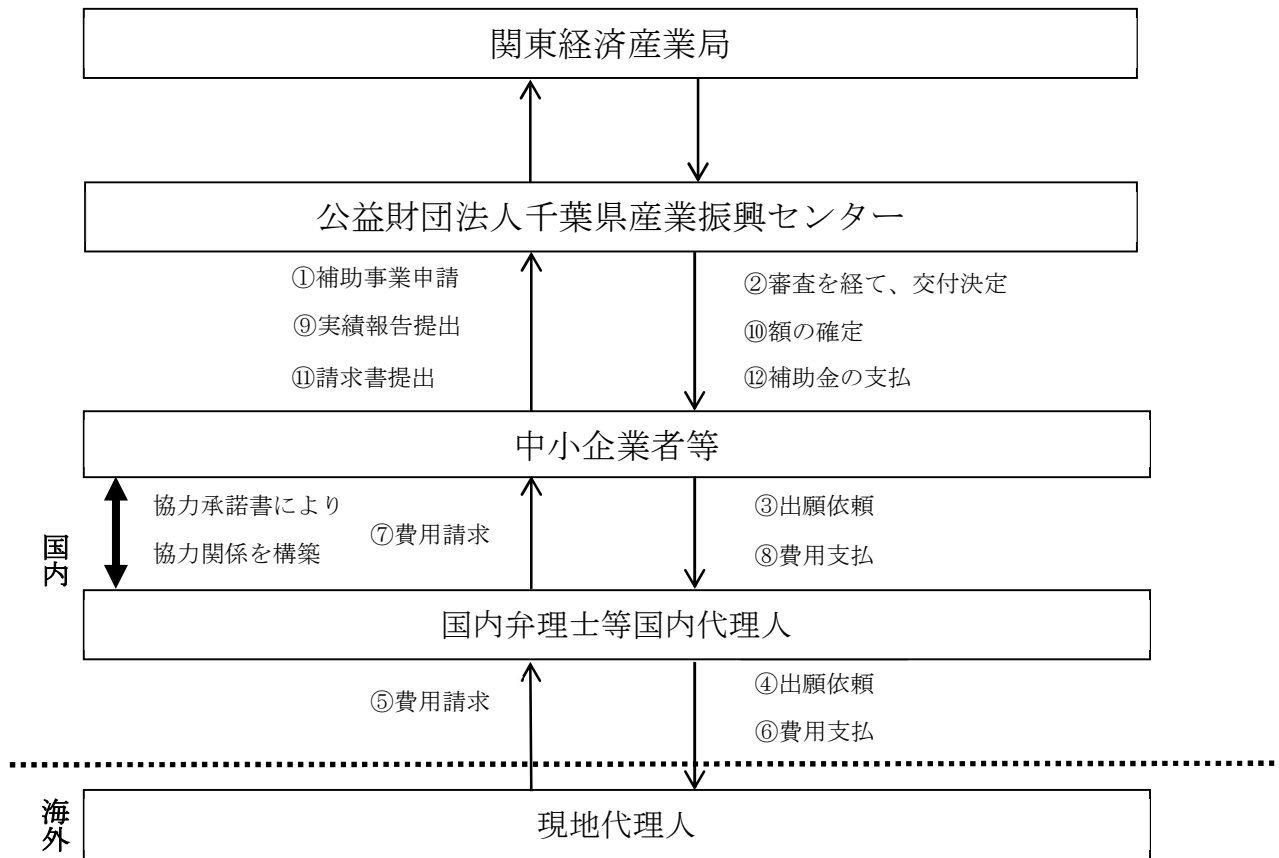 関東経済産業局
公益財団法人千葉県産業振興センター
①補助事業申請
⑨実績報告提出
⑪請求書提出
②審査を経て、交付決定
⑩額の確定
⑫補助金の支払
中小企業者等
国内
協力承諾書により
協力関係を構築
⑦費用請求
③出願依頼
⑧費用支払
国内弁理士等国内代理人
⑤費用請求
④出願依頼
⑥費用支払
海外
現地代理人